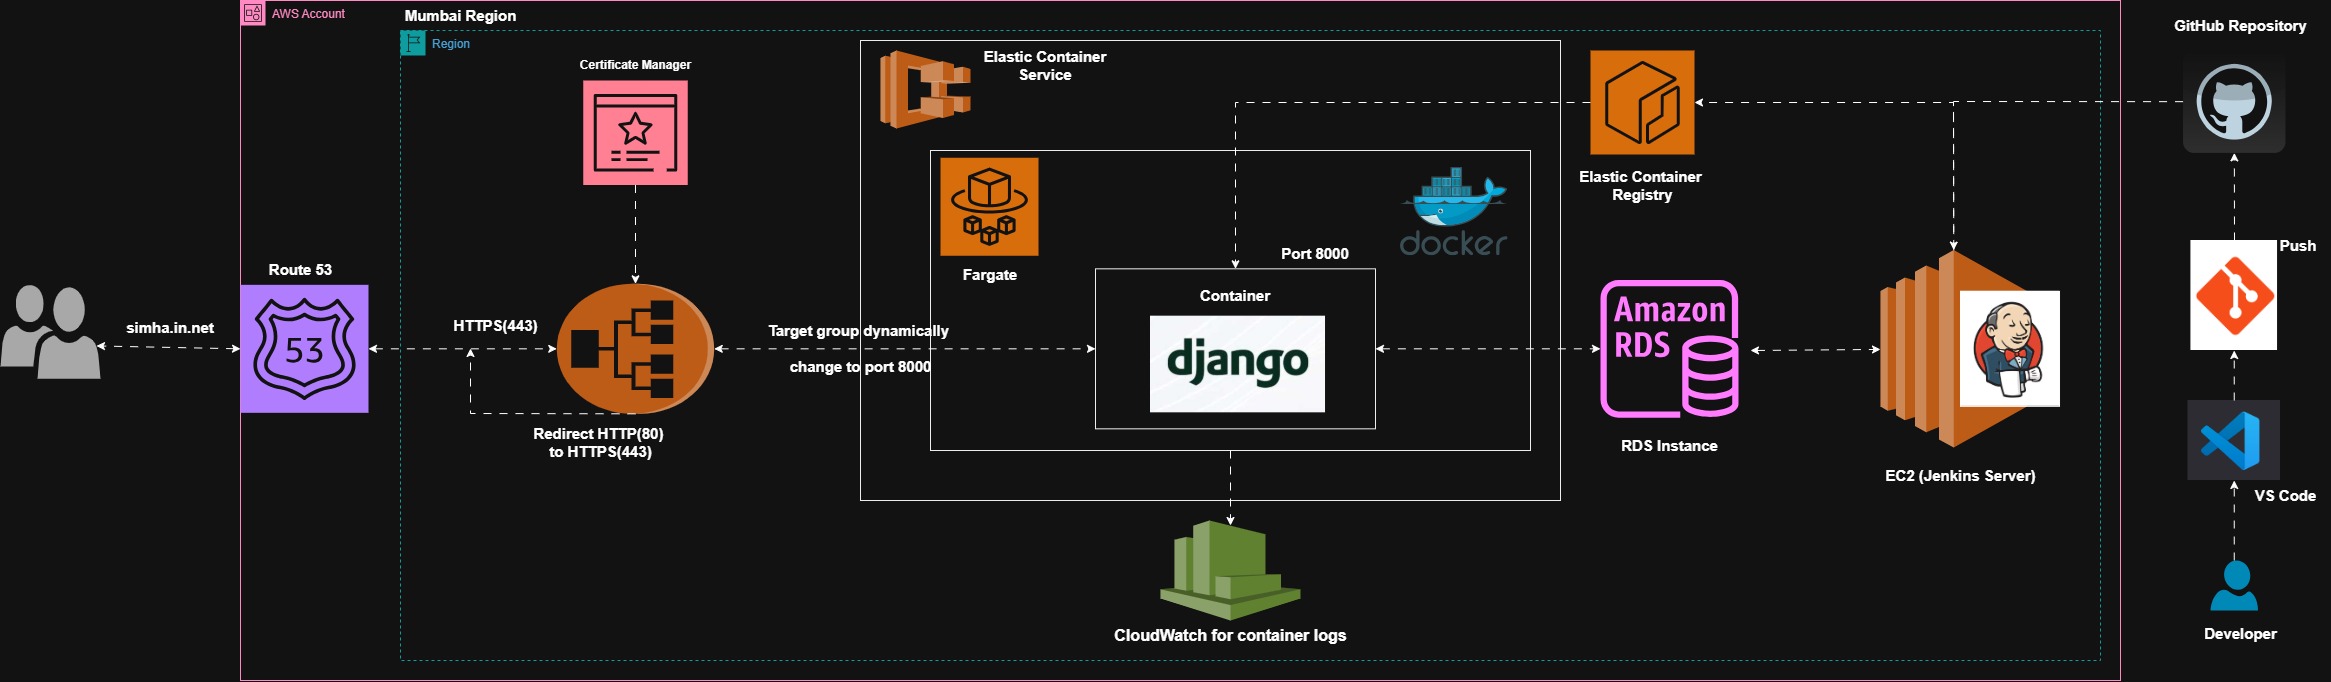 AWS Account
Mumbai Region
Region
GitHub Repository
Certificate Manager
Elastic Container
Service
Elastic Container
Registry
Fargate
docker
Port 8000
Container
django
Route 53
53
simha.in.net
HTTPS(443)
Redirect HTTP(80)
to HTTPS(443)
Target group dynamically
change to port 8000
Amazon
RDS
RDS Instance
EC2 (Jenkins Server)
Push
VS Code
Developer
CloudWatch for container logs